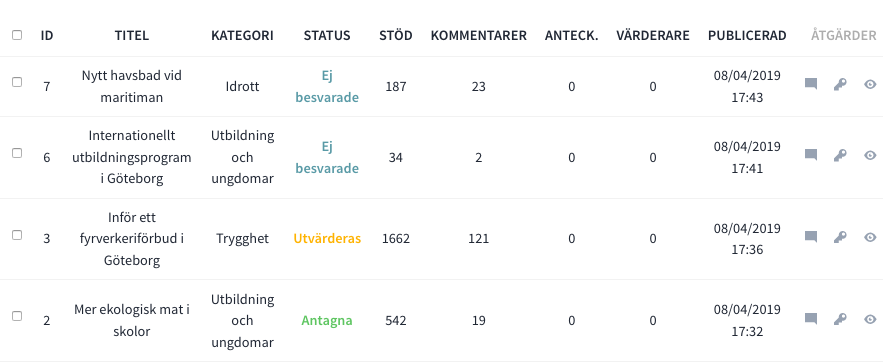 ID TITEL KATEGORI STATUS STÖD KOMMENTARER ANTECK. VÄRDERARE PUBLICERAD ÅTGÄRDER
7 Nytt havsbad vid maritiman Idrott Ej besvarade 187 23 0 0 08/04/2019 17:43
6 Internationellt utbildningsprogram i Göteborg Utbildning och ungdomar Ej besvarade 34 2 0 0 08/04/2019 17:41
3 Inför ett fyrverkeriförbud i Göteborg Trygghet Utvärderas 1662 121 0 0 08/04/2019 17:36
2 Mer ekologisk mat i skolor Utbildning och ungdomar Antagna 542 19 0 0 08/04/2019 17:32